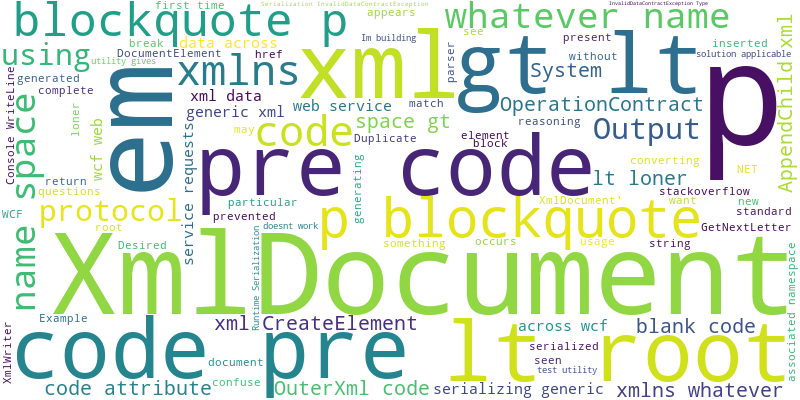 first time
Serialization InvalidDataContractException
InvalidDataContractException Type
blockquote p
appears
whatever name
break
data across
Im building
see
present
inserted
using
DocumentElement
href
xml
parser
gt
lt
without
solution applicable
utility gives
xmlns
System
p
generated
complete
xml data
web service
match
OperationContract
AppendChild xml
em
generic xml
may
code
space gt
reasoning
Output
Console WriteLine
loner
wcf web
Duplicate
element
block
pre code
converting
NET
name space
return
questions
service requests
particular
generating
lt loner
stackoverflow
WCF
protocol
prevented
p blockquote
XmlDocument'
want
new
standard
root
doesnt work
usage
string
GetNextLetter
Desired
Runtime Serialization
something
occurs
XmlDocument
associated namespace
Example
xml CreateElement
across wcf
blank code
XmlWriter
code
pre
lt
root
document
serialized
seen
test utility
code attribute
confuse
OuterXml code
serializing generic
xmlns whatever